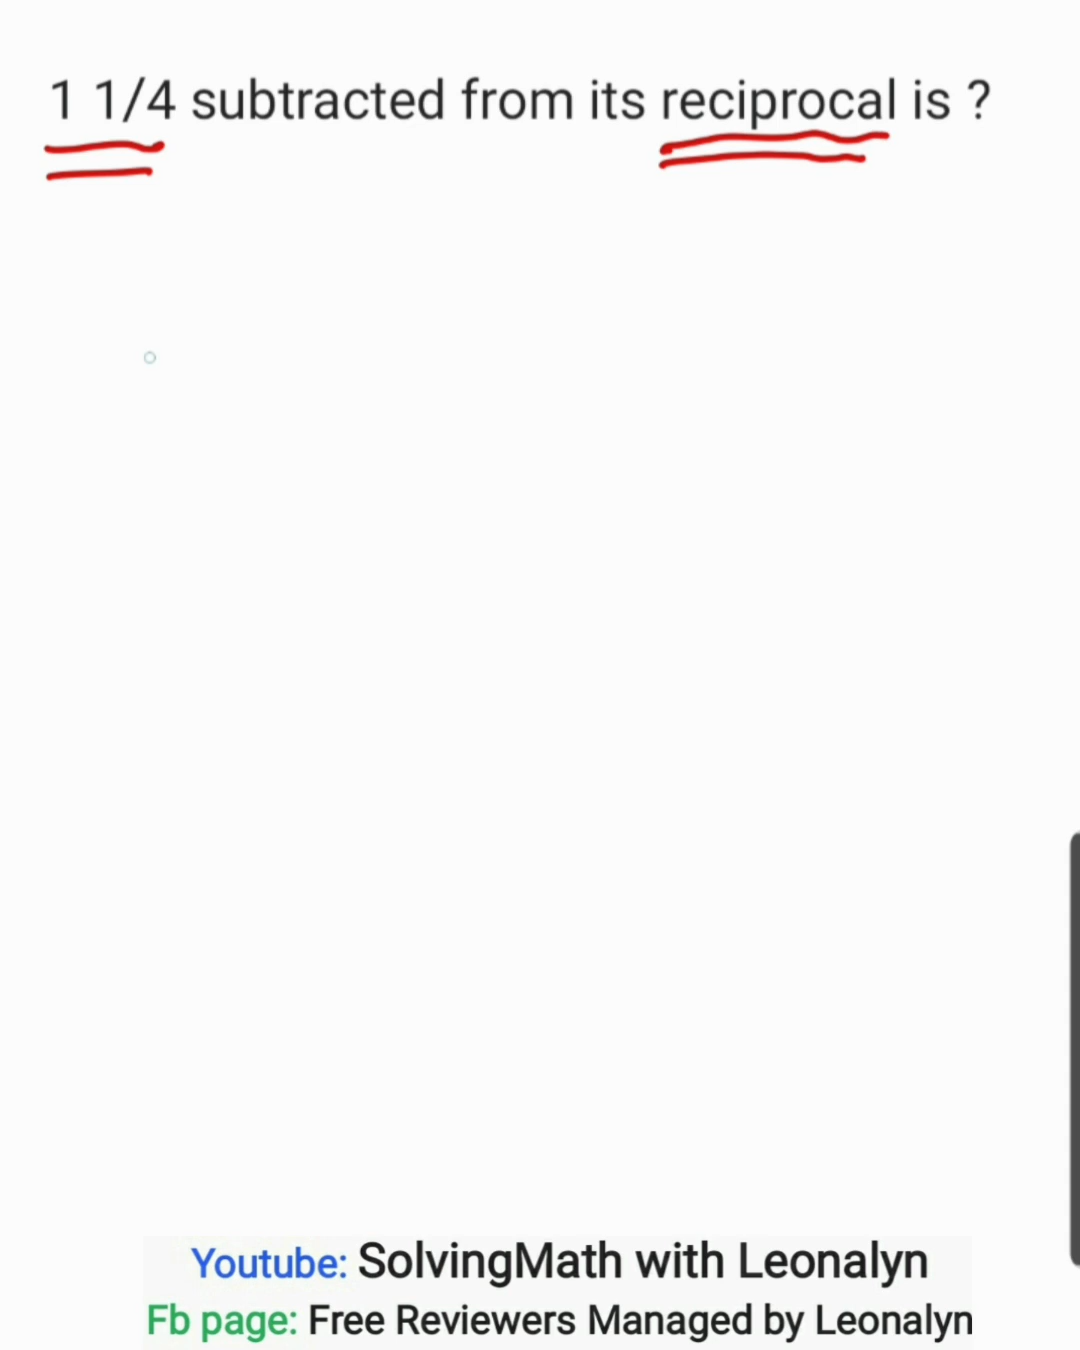 1 1/4 subtracted from its reciprocal is ?
Youtube: SolvingMath with Leonalyn
Fb page: Free Reviewers Managed by Leonalyn